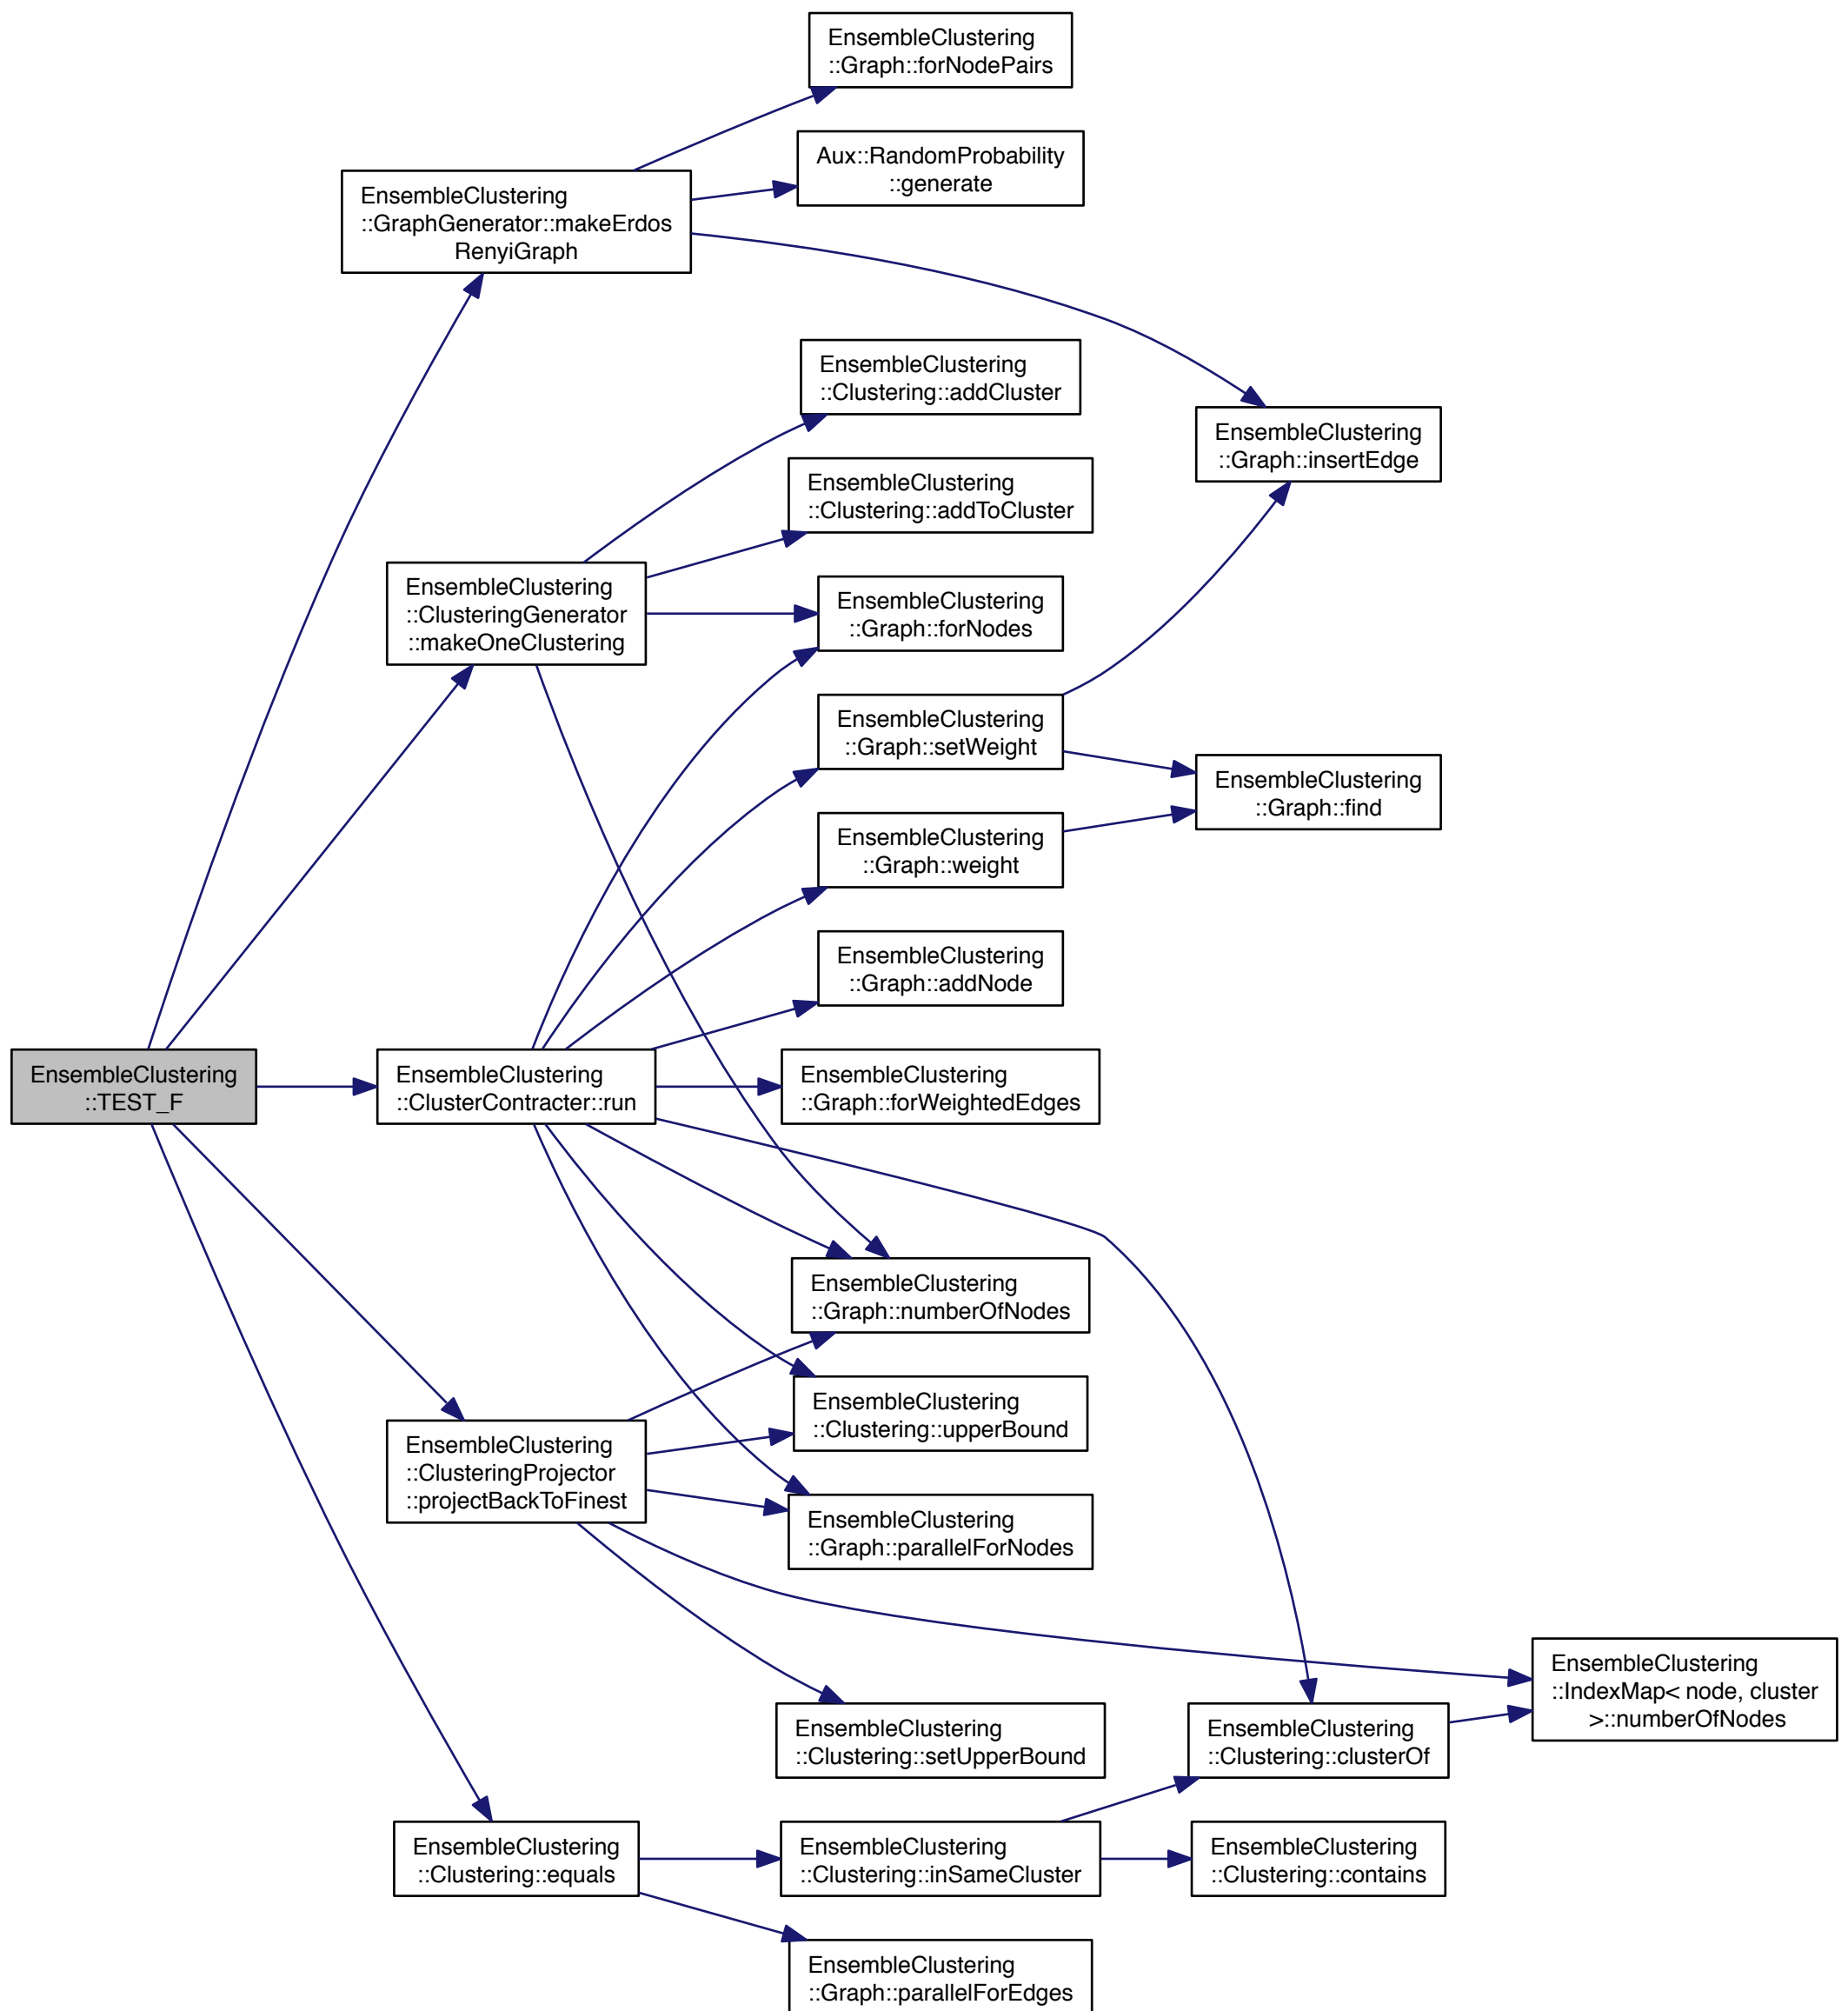 EnsembleClustering
::Graph::forNodePairs
Aux::RandomProbability
::generate
EnsembleClustering
::GraphGenerator::makeErdos
RenyiGraph
EnsembleClustering
::Clustering::addCluster
EnsembleClustering
::Graph::insertEdge
EnsembleClustering
::Clustering::addToCluster
EnsembleClustering
::ClusteringGenerator
::makeOneClustering
EnsembleClustering
::Graph::forNodes
EnsembleClustering
::Graph::setWeight
EnsembleClustering
::Graph::find
EnsembleClustering
::Graph::weight
EnsembleClustering
::Graph::addNode
EnsembleClustering
::TEST_F
EnsembleClustering
::ClusterContracter::run
EnsembleClustering
::Graph::forWeightedEdges
EnsembleClustering
::Graph::numberOfNodes
EnsembleClustering
::Clustering::upperBound
EnsembleClustering
::ClusteringProjector
::projectBackToFinest
EnsembleClustering
::Graph::parallelForNodes
EnsembleClustering
::IndexMap< node, cluster
>::numberOfNodes
EnsembleClustering
::Clustering::setUpperBound
EnsembleClustering
::Clustering::clusterOf
EnsembleClustering
::Clustering::equals
EnsembleClustering
::Clustering::inSameCluster
EnsembleClustering
::Clustering::contains
EnsembleClustering
::Graph::parallelForEdges